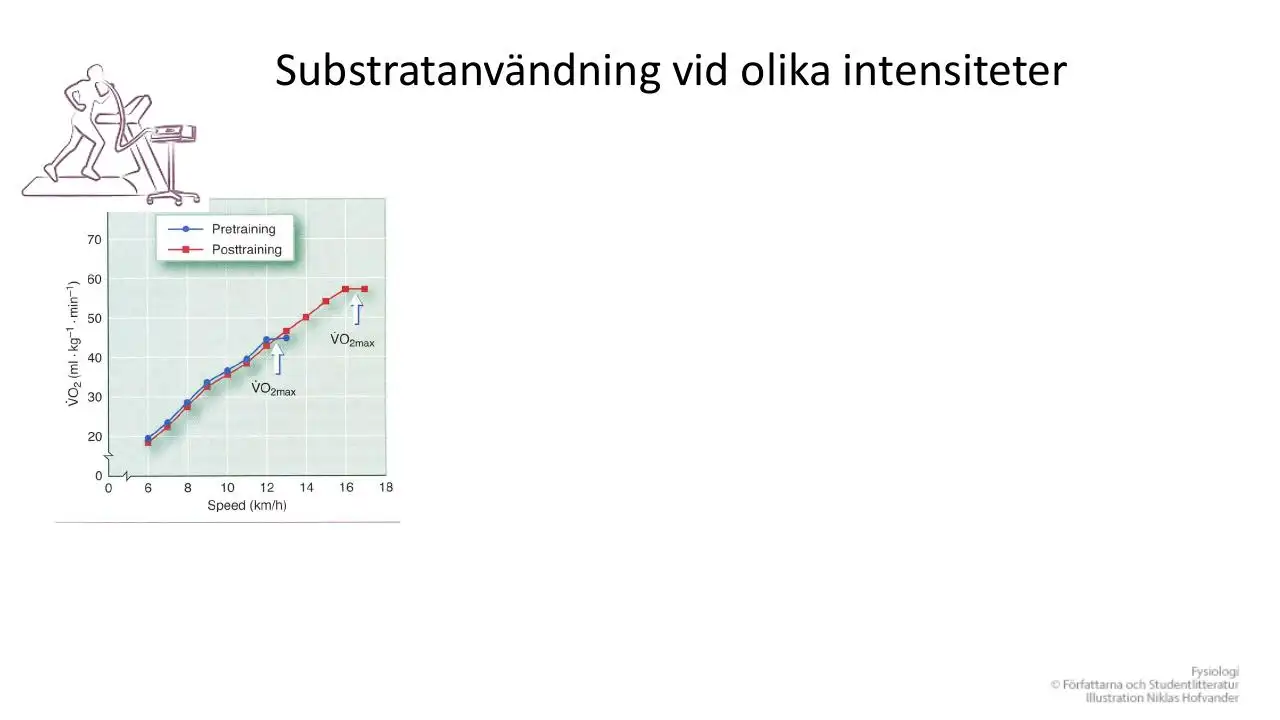 Substratanvändning vid olika intensiteter
Pretraining
Posttraining
70
60
50
40
30
20
0
V̇O₂ (ml · kg⁻¹ · min⁻¹)
V̇O₂max
V̇O₂max
0 6 8 10 12 14 16 18
Speed (km/h)
Fysiologi
© Författarna och Studentlitteratur
Illustration Niklas Hofvander